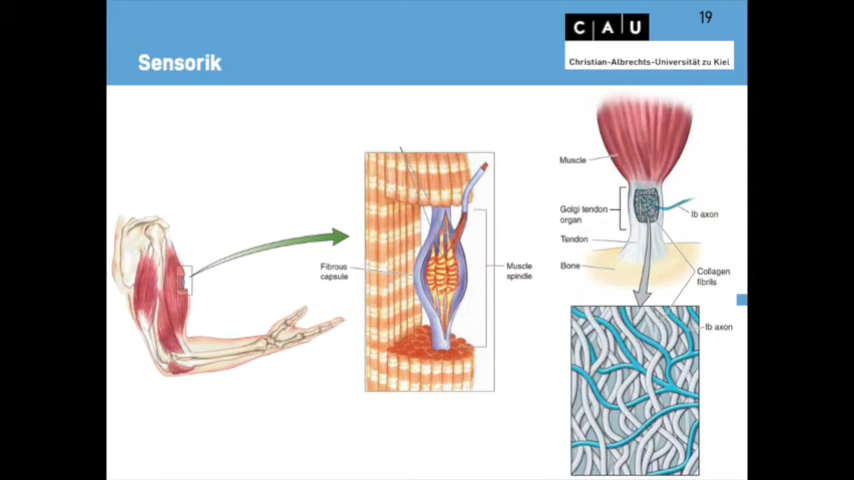 19
C A U
Christian-Albrechts-Universität zu Kiel
Sensorik
Fibrous
capsule
Muscle
spindle
Muscle
Golgi tendon
organ
Ib axon
Tendon
Bone
Collagen
fibrils
Ib axon